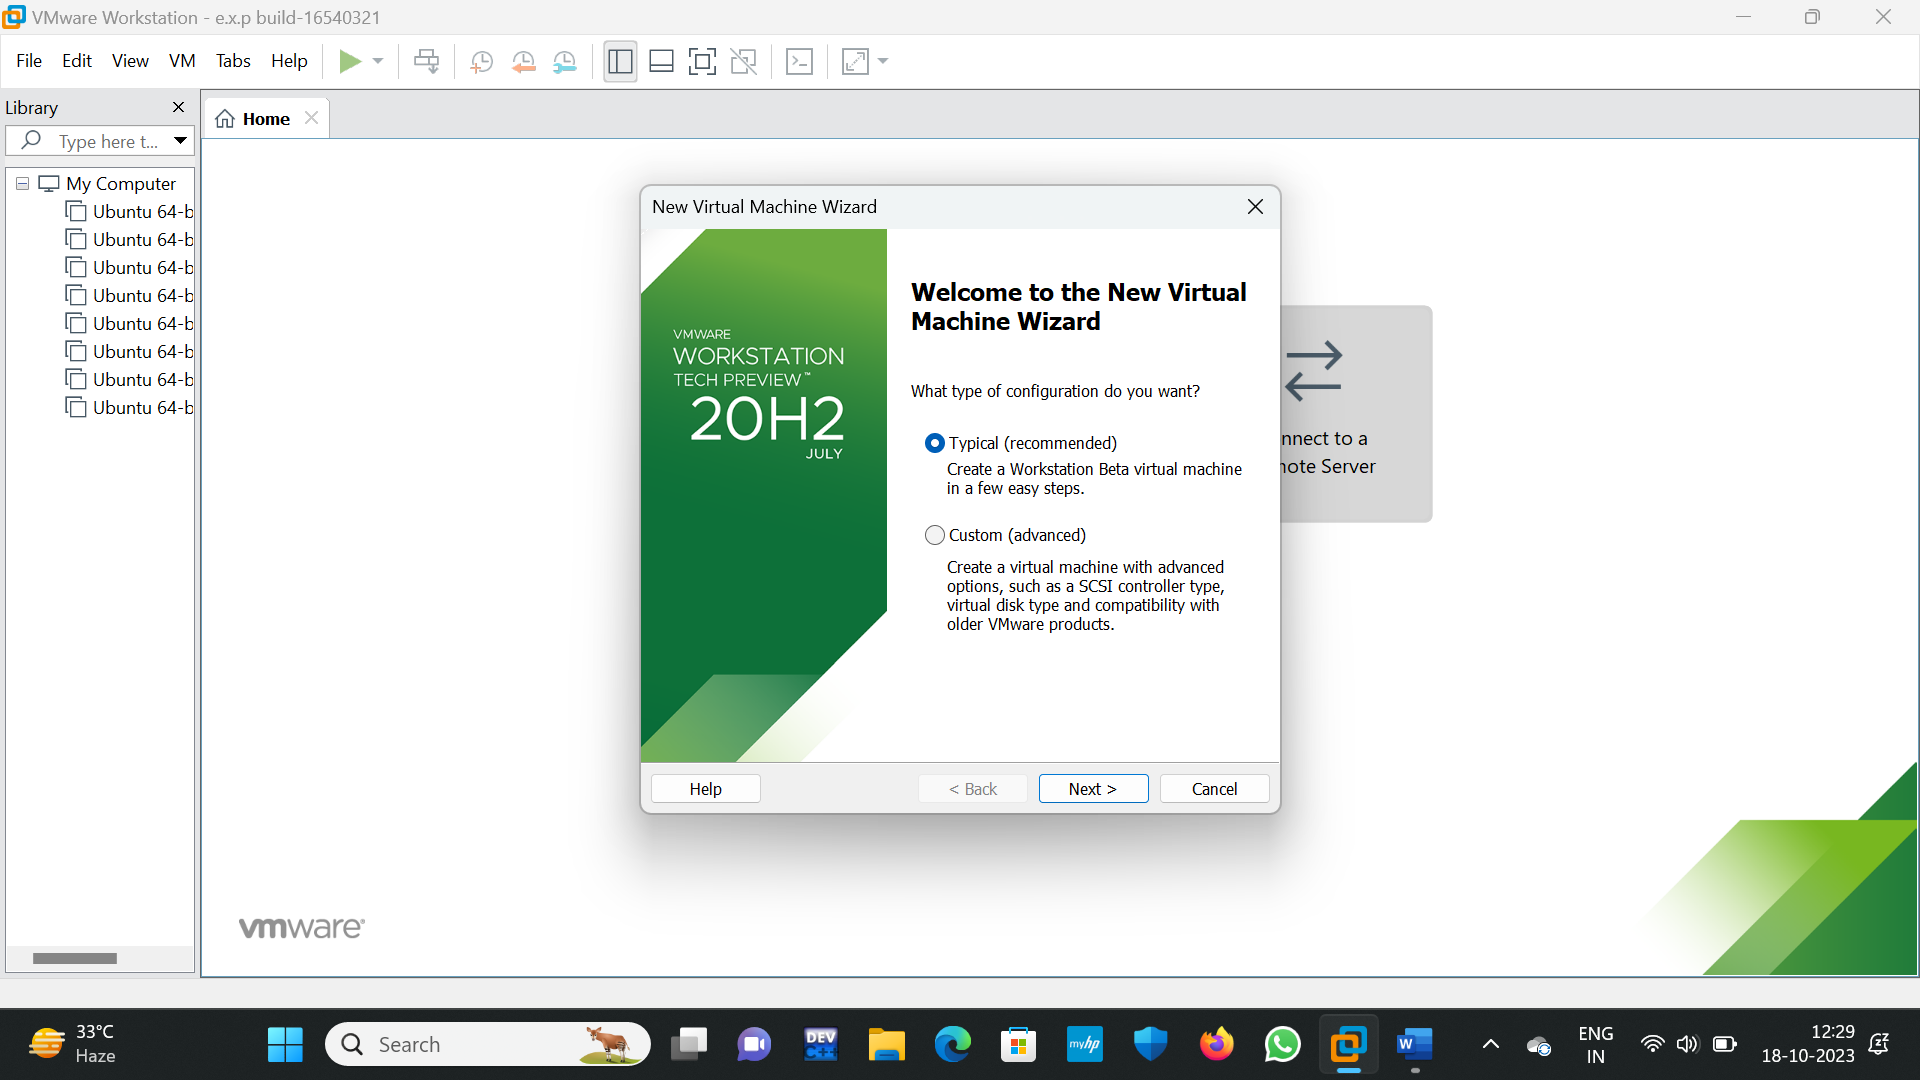 VMware Workstation - e.x.p build-16540321
File Edit View VM Tabs Help
Library
Home
Type here t...
My Computer
Ubuntu 64-b
Ubuntu 64-b
Ubuntu 64-b
Ubuntu 64-b
Ubuntu 64-b
Ubuntu 64-b
Ubuntu 64-b
Ubuntu 64-b
New Virtual Machine Wizard
VMWARE
WORKSTATION
TECH PREVIEW™
20H2
JULY
Welcome to the New Virtual
Machine Wizard
What type of configuration do you want?
Typical (recommended)
Create a Workstation Beta virtual machine
in a few easy steps.
Custom (advanced)
Create a virtual machine with advanced
options, such as a SCSI controller type,
virtual disk type and compatibility with
older VMware products.
Help < Back Next > Cancel
nnect to a
ote Server
vmware®
33°C
Haze
Search
DEV
C++
myhp
W
ENG
IN
12:29
18-10-2023